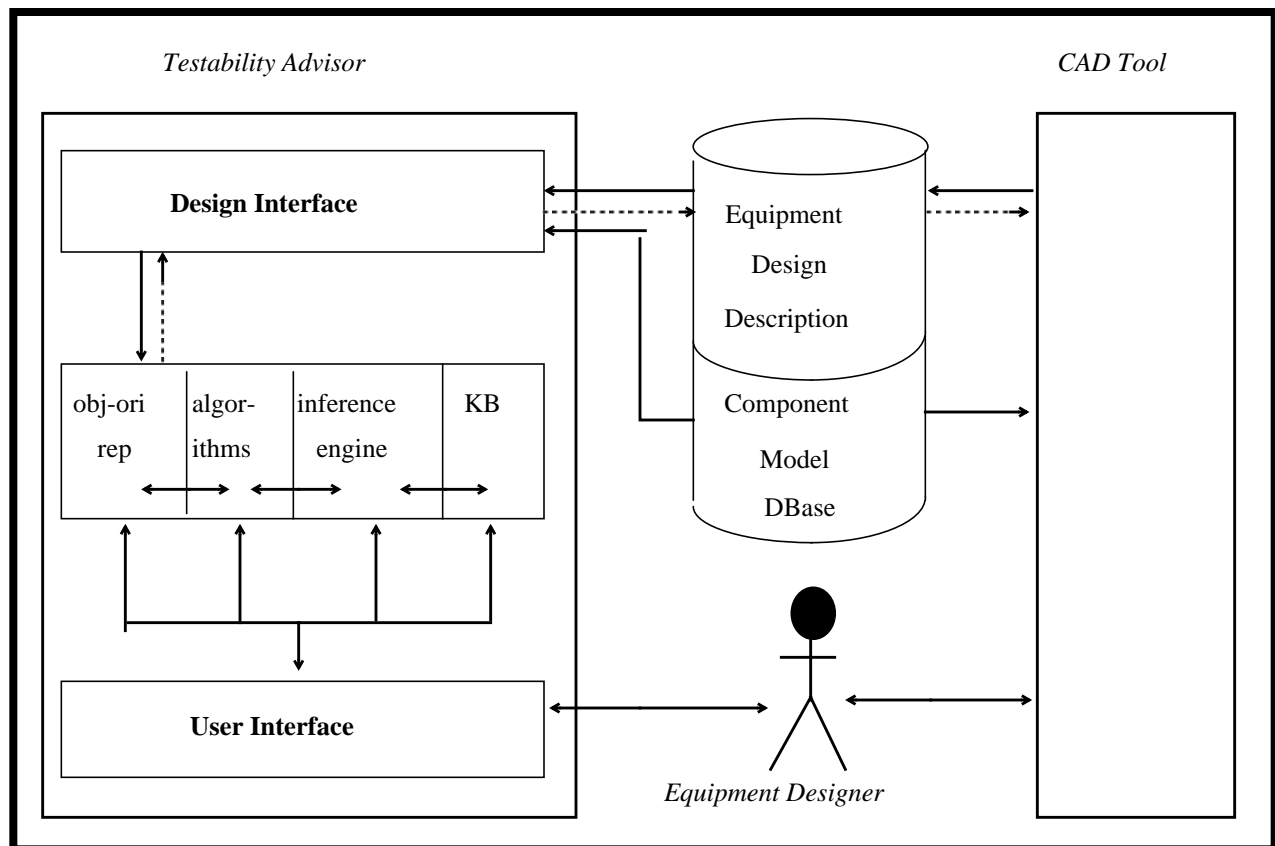 Testability Advisor
CAD Tool
Design Interface
Equipment
Design
Description
obj-ori
rep
algor-
ithms
inference
engine
KB
Component
Model
DBase
User Interface
Equipment Designer